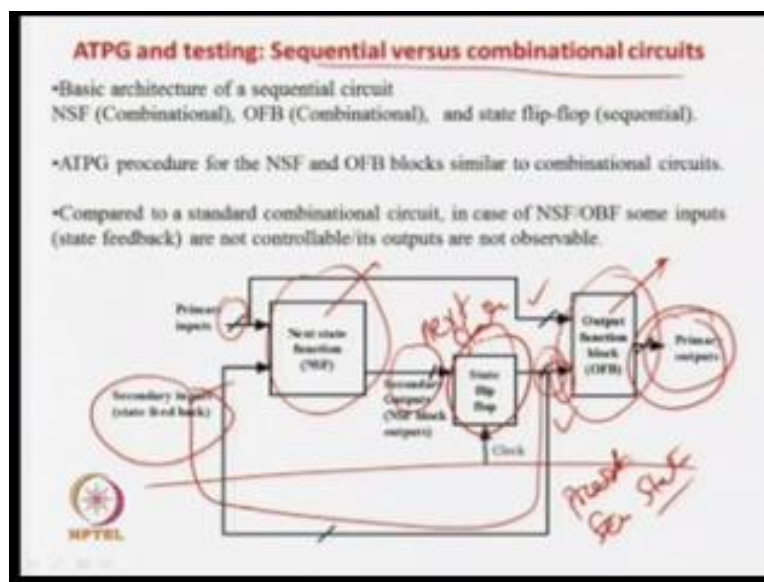 ATPG and testing: Sequential versus combinational circuits
•Basic architecture of a sequential circuit
NSF (Combinational), OFB (Combinational), and state flip-flop (sequential).
•ATPG procedure for the NSF and OFB blocks similar to combinational circuits.
•Compared to a standard combinational circuit, in case of NSF/OBF some inputs
(state feedback) are not controllable/its outputs are not observable.
Primary
inputs
Next state
function
(NSF)
Secondary inputs
(state feed back)
Secondary
Outputs
(NSF block
outputs)
next
State
flip
flop
Clock
Output
function
block
(OFB)
Primary
outputs
Present
State
NPTEL